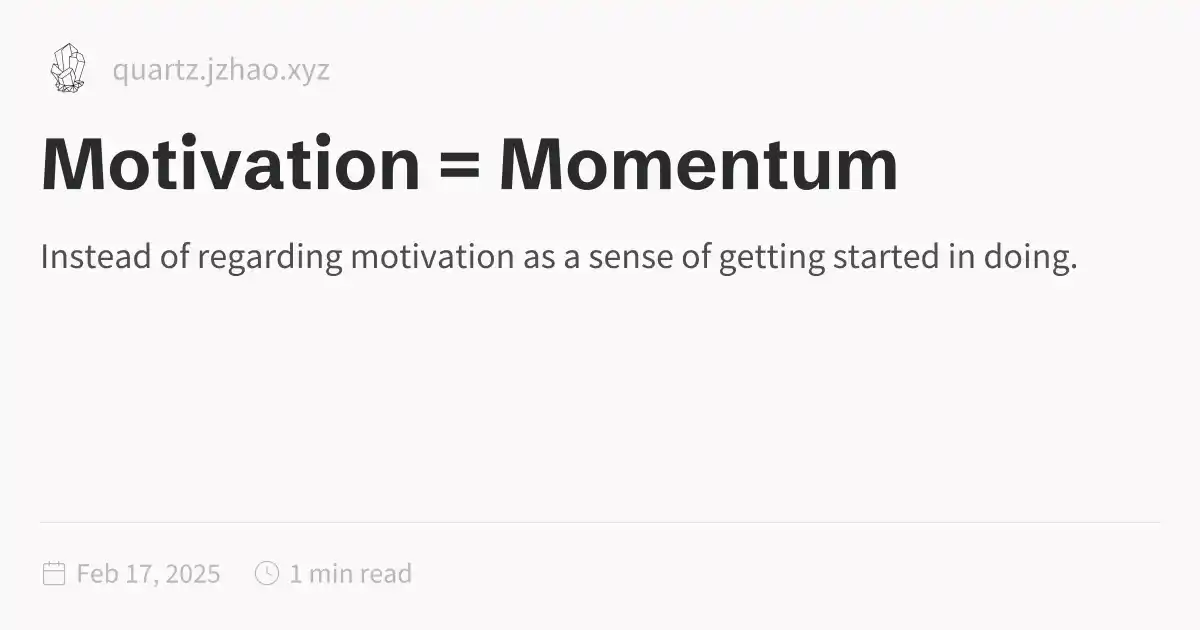 quartz.jzhao.xyz
Motivation = Momentum
Instead of regarding motivation as a sense of getting started in doing.
Feb 17, 2025 1 min read